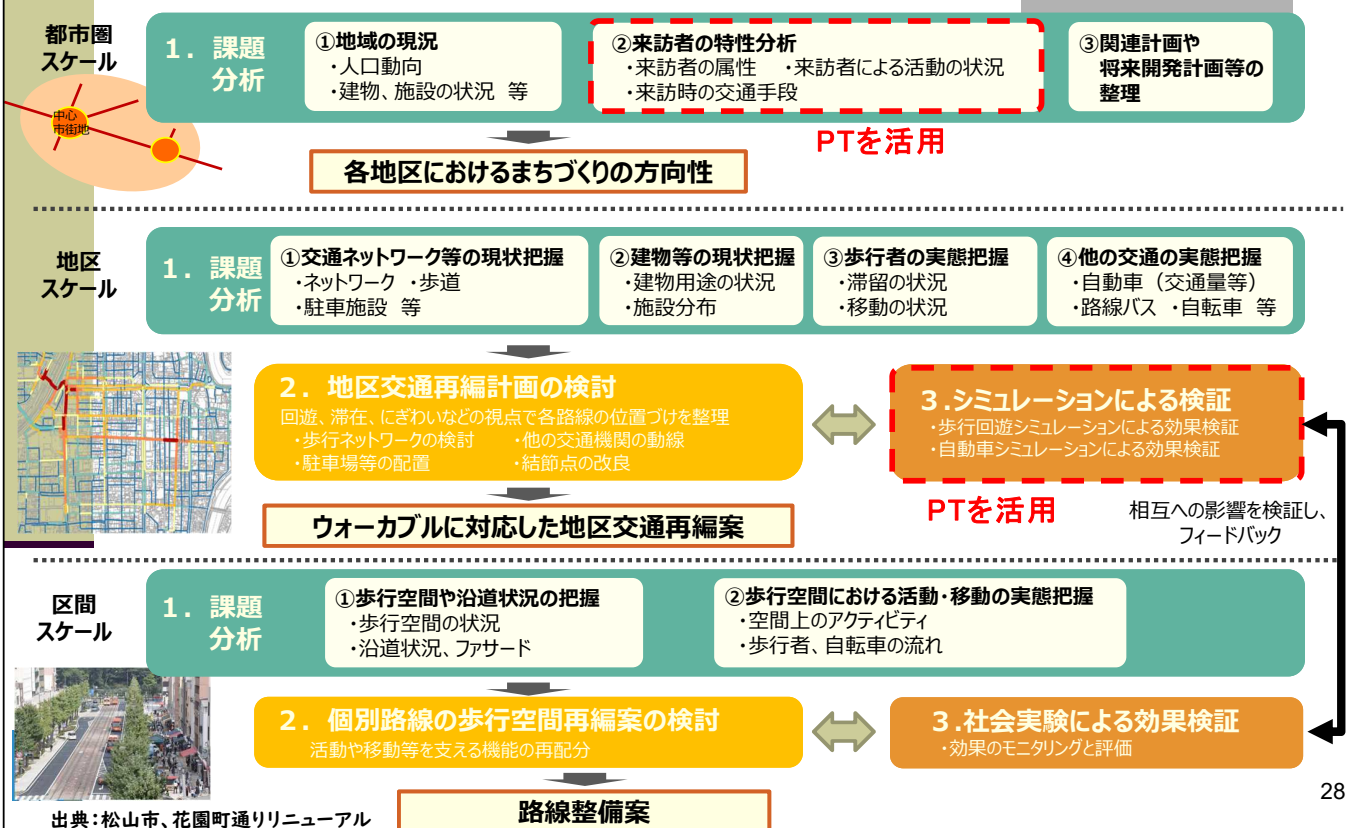 都市圏
スケール
中心
市街地
1．課題
分析
①地域の現況
・人口動向
・建物、施設の状況 等
②来訪者の特性分析
・来訪者の属性 ・来訪者による活動の状況
・来訪時の交通手段
③関連計画や
将来開発計画等の
整理
PTを活用
各地区におけるまちづくりの方向性
地区
スケール
1．課題
分析
①交通ネットワーク等の現状把握
・ネットワーク ・歩道
・駐車施設 等
②建物等の現状把握
・建物用途の状況
・施設分布
③歩行者の実態把握
・滞留の状況
・移動の状況
④他の交通の実態把握
・自動車（交通量等）
・路線バス ・自転車 等
２．地区交通再編計画の検討
回遊、滞在、にぎわいなどの視点で各路線の位置づけを整理
・歩行ネットワークの検討 ・他の交通機関の動線
・駐車場等の配置 ・結節点の改良
３.シミュレーションによる検証
・歩行回遊シミュレーションによる効果検証
・自動車シミュレーションによる効果検証
PTを活用
相互への影響を検証し、
フィードバック
ウォーカブルに対応した地区交通再編案
区間
スケール
1．課題
分析
①歩行空間や沿道状況の把握
・歩行空間の状況
・沿道状況、ファサード
②歩行空間における活動・移動の実態把握
・空間上のアクティビティ
・歩行者、自転車の流れ
２．個別路線の歩行空間再編案の検討
活動や移動等を支える機能の再配分
３.社会実験による効果検証
・効果のモニタリングと評価
路線整備案
出典：松山市、花園町通りリニューアル
28